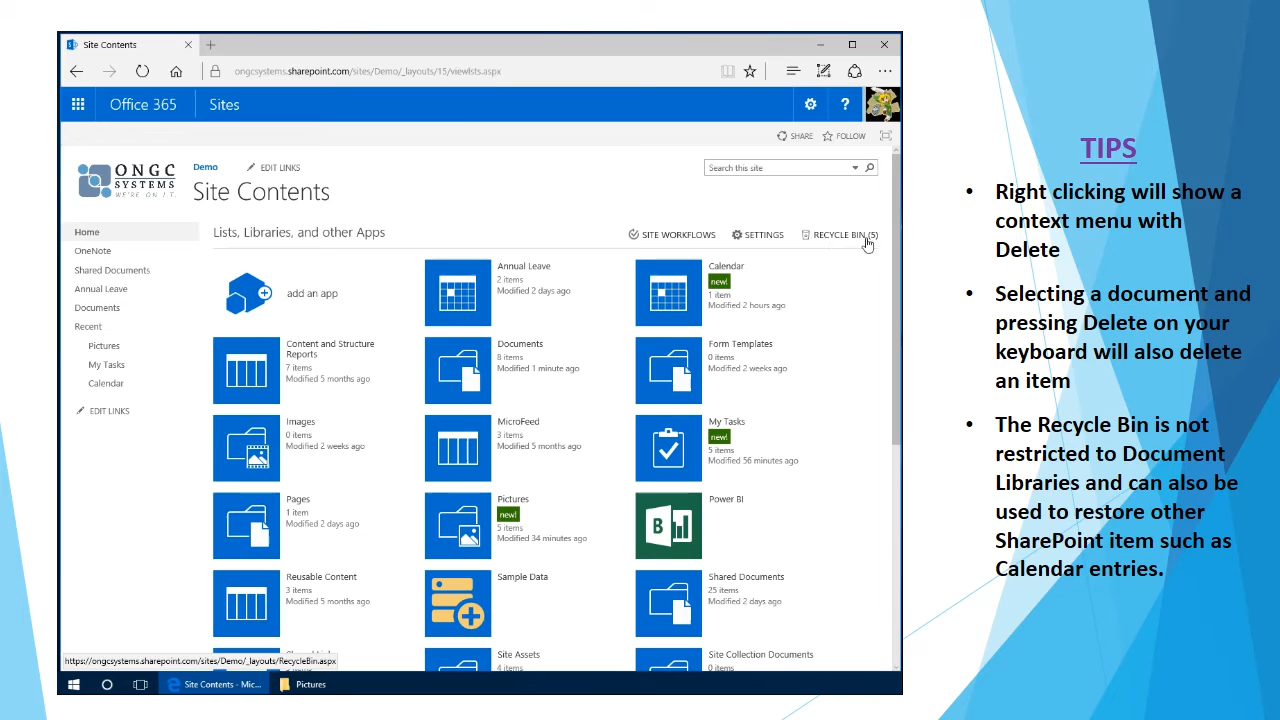 Site Contents
ongcsystems.sharepoint.com/sites/Demo/_layouts/15/viewlsts.aspx
Office 365
Sites
?
SHARE
FOLLOW
ONGC
SYSTEMS
WE'RE ON I.T.
Demo
EDIT LINKS
Search this site
Site Contents
Home
OneNote
Shared Documents
Annual Leave
Documents
Recent
Pictures
My Tasks
Calendar
EDIT LINKS
Lists, Libraries, and other Apps
SITE WORKFLOWS
SETTINGS
RECYCLE BIN (5)
add an app
Annual Leave
2 items
Modified 2 days ago
Calendar
new!
1 item
Modified 2 hours ago
Content and Structure
Reports
7 items
Modified 5 months ago
Documents
8 items
Modified 1 minute ago
Form Templates
0 items
Modified 2 weeks ago
Images
0 items
Modified 2 weeks ago
MicroFeed
3 items
Modified 5 months ago
My Tasks
new!
5 items
Modified 56 minutes ago
Pages
1 item
Modified 2 days ago
Pictures
new!
5 items
Modified 34 minutes ago
B
Power BI
Reusable Content
3 items
Modified 5 months ago
Sample Data
Shared Documents
25 items
Modified 2 days ago
Site Assets
4 items
Site Collection Documents
0 items
https://ongcsystems.sharepoint.com/sites/Demo/_layouts/RecycleBin.aspx
Site Contents - Mic...
Pictures
TIPS
• Right clicking will show a
context menu with
Delete
• Selecting a document and
pressing Delete on your
keyboard will also delete
an item
• The Recycle Bin is not
restricted to Document
Libraries and can also be
used to restore other
SharePoint item such as
Calendar entries.